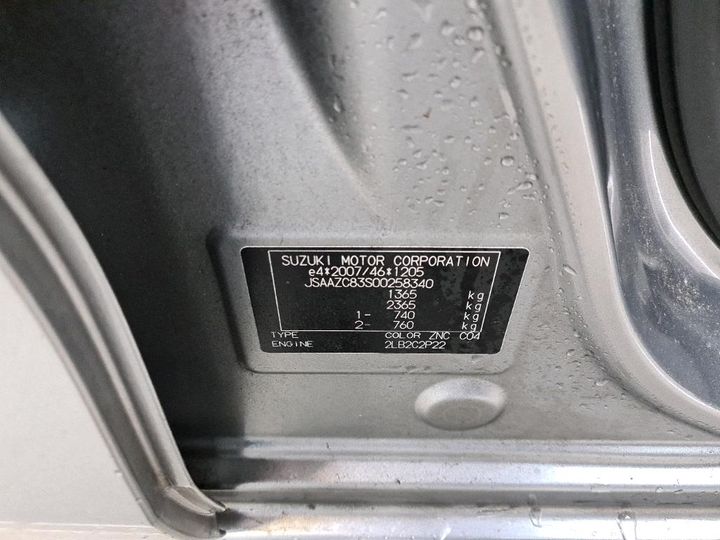 SUZUKI MOTOR CORPORATION
e4*2007/46*1205
JSAAZC83S00258340
1365 kg
2365 kg
1- 740 kg
2- 760 kg
TYPE COLOR ZNC C04
ENGINE 2LB2C2P22